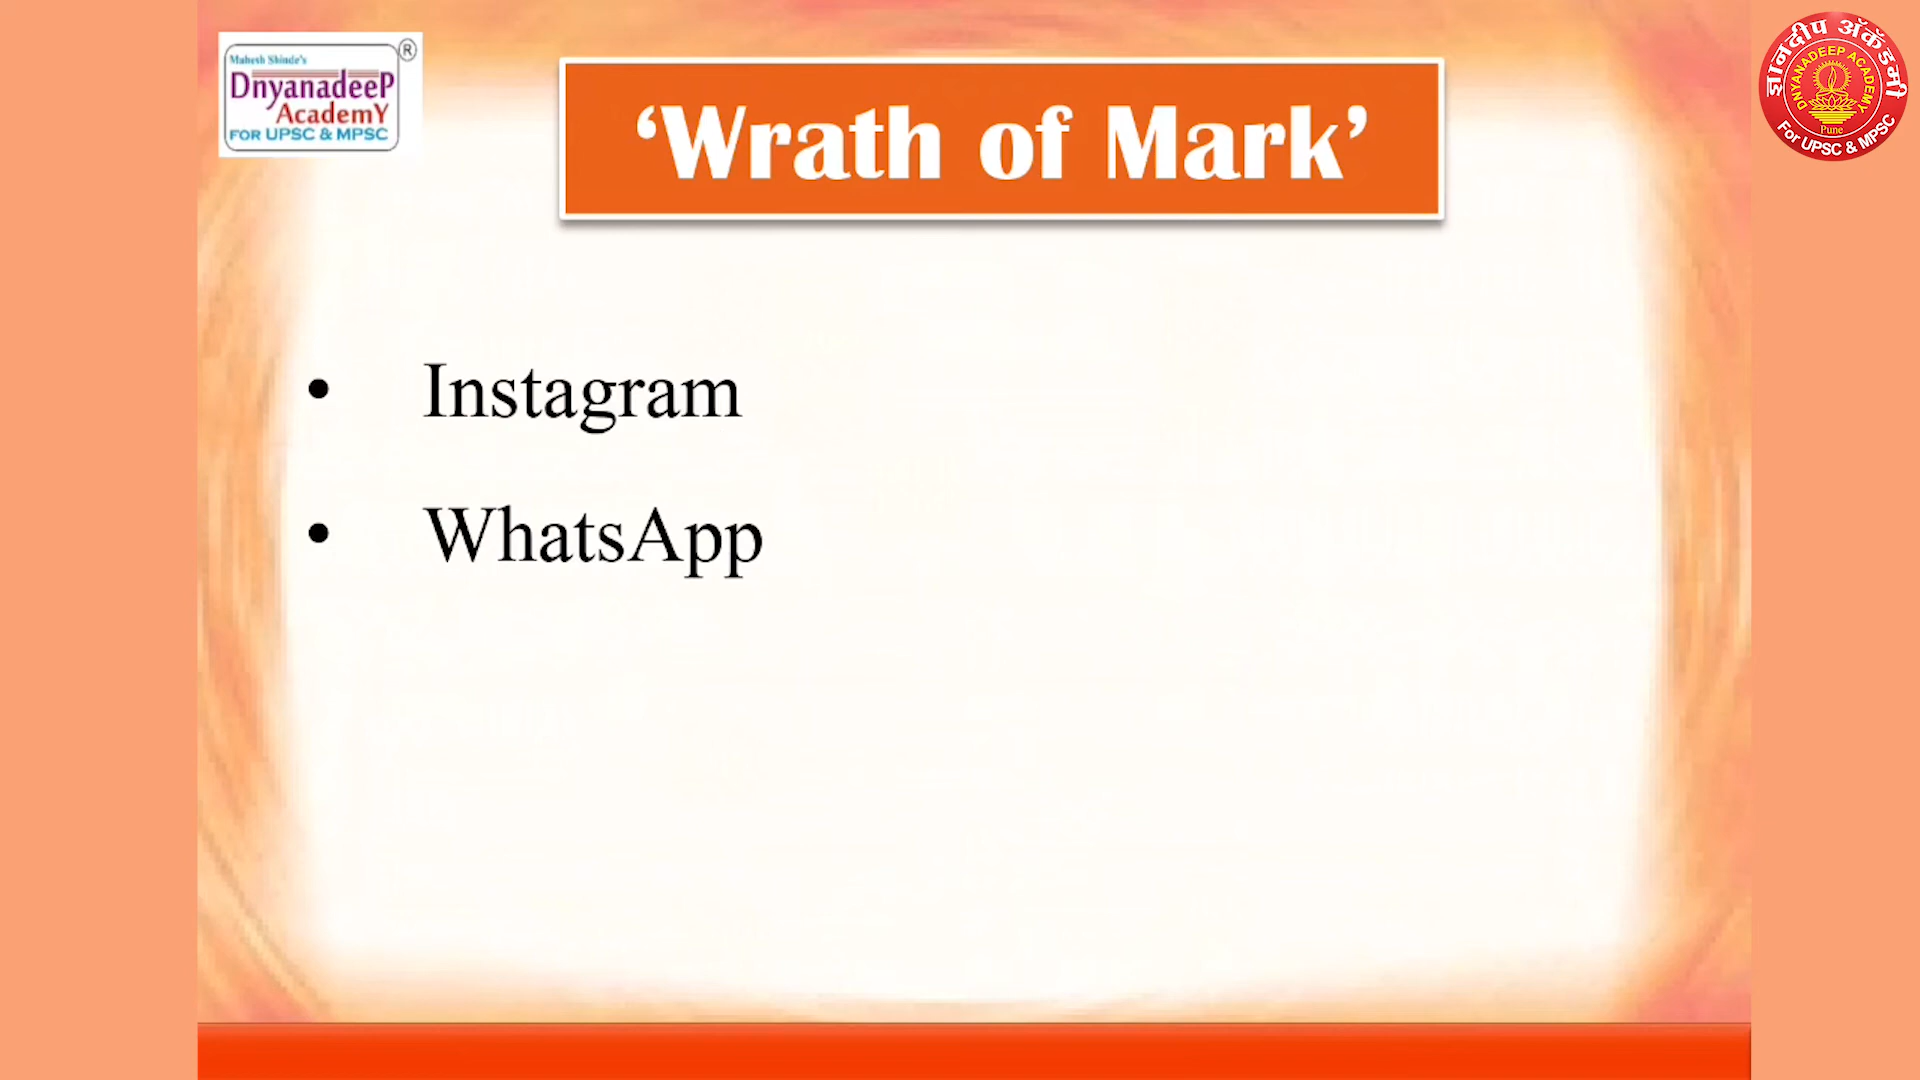 Mahesh Shinde's
DnyanadeeP
AcademY
FOR UPSC & MPSC
®
'Wrath of Mark'
ज्ञानदीप अ‍ॅकॅडमी
DNYANADEEP ACADEMY
Pune
For UPSC & MPSC
• Instagram
• WhatsApp